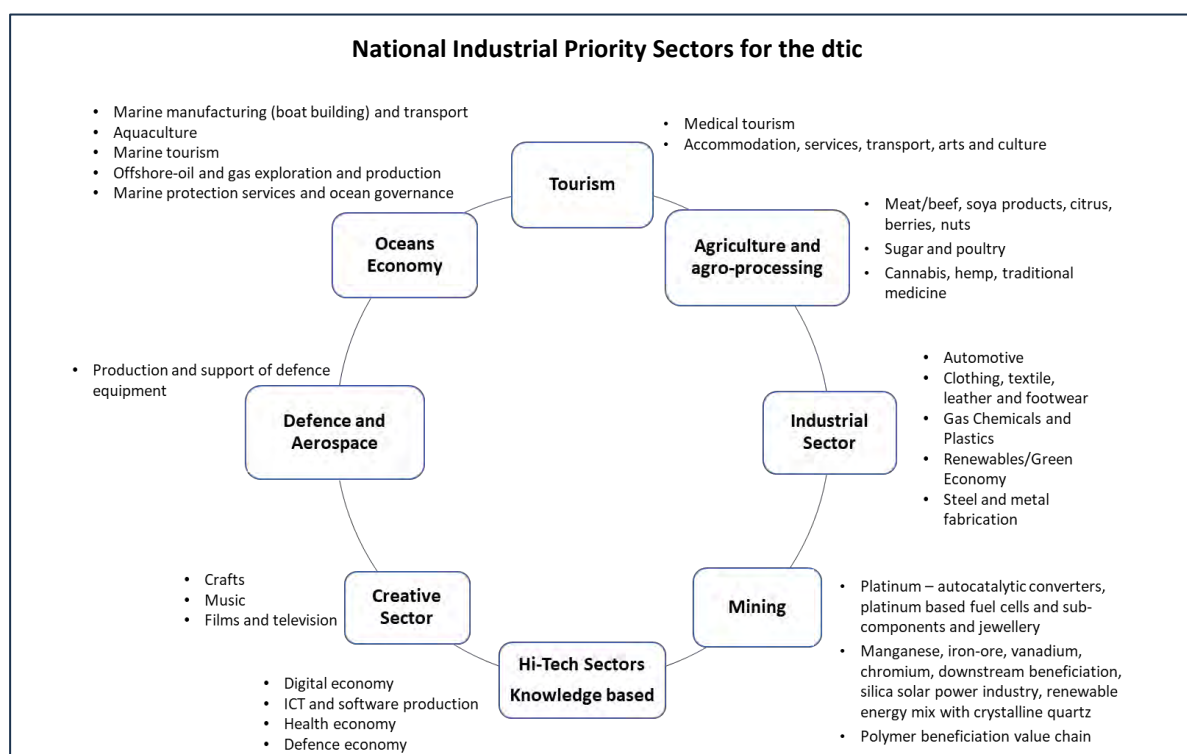 National Industrial Priority Sectors for the dtic
• Marine manufacturing (boat building) and transport
• Aquaculture
• Marine tourism
• Offshore-oil and gas exploration and production
• Marine protection services and ocean governance
• Medical tourism
• Accommodation, services, transport, arts and culture
Tourism
Oceans
Economy
Agriculture and
agro-processing
• Meat/beef, soya products, citrus,
berries, nuts
• Sugar and poultry
• Cannabis, hemp, traditional
medicine
• Production and support of defence
equipment
Defence and
Aerospace
Industrial
Sector
• Automotive
• Clothing, textile,
leather and footwear
• Gas Chemicals and
Plastics
• Renewables/Green
Economy
• Steel and metal
fabrication
• Crafts
• Music
• Films and television
Creative
Sector
Mining
• Platinum – autocatalytic converters,
platinum based fuel cells and sub-
components and jewellery
• Manganese, iron-ore, vanadium,
chromium, downstream beneficiation,
silica solar power industry, renewable
energy mix with crystalline quartz
• Polymer beneficiation value chain
Hi-Tech Sectors
Knowledge based
• Digital economy
• ICT and software production
• Health economy
• Defence economy